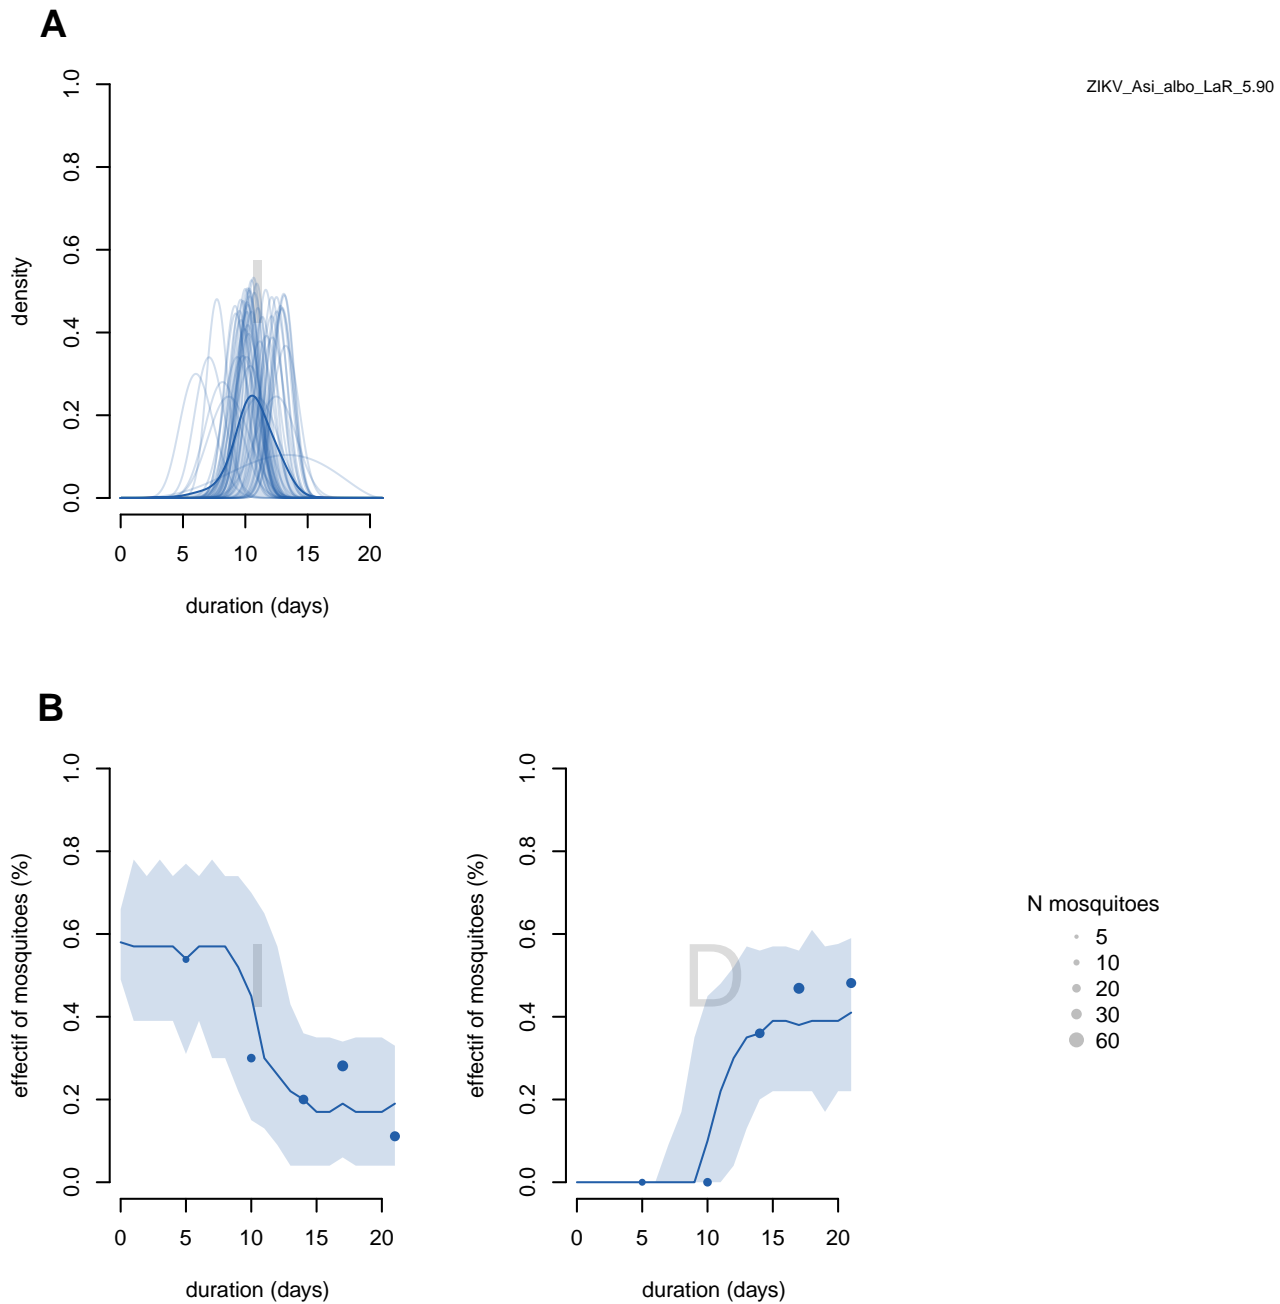 A
ZIKV_Asi_albo_LaR_5.90
density
0.0 0.2 0.4 0.6 0.8 1.0
I
0 5 10 15 20
duration (days)
B
effectif of mosquitoes (%)
0.0 0.2 0.4 0.6 0.8 1.0
I
0 5 10 15 20
duration (days)
effectif of mosquitoes (%)
0.0 0.2 0.4 0.6 0.8 1.0
D
0 5 10 15 20
duration (days)
N mosquitoes
5
10
20
30
60